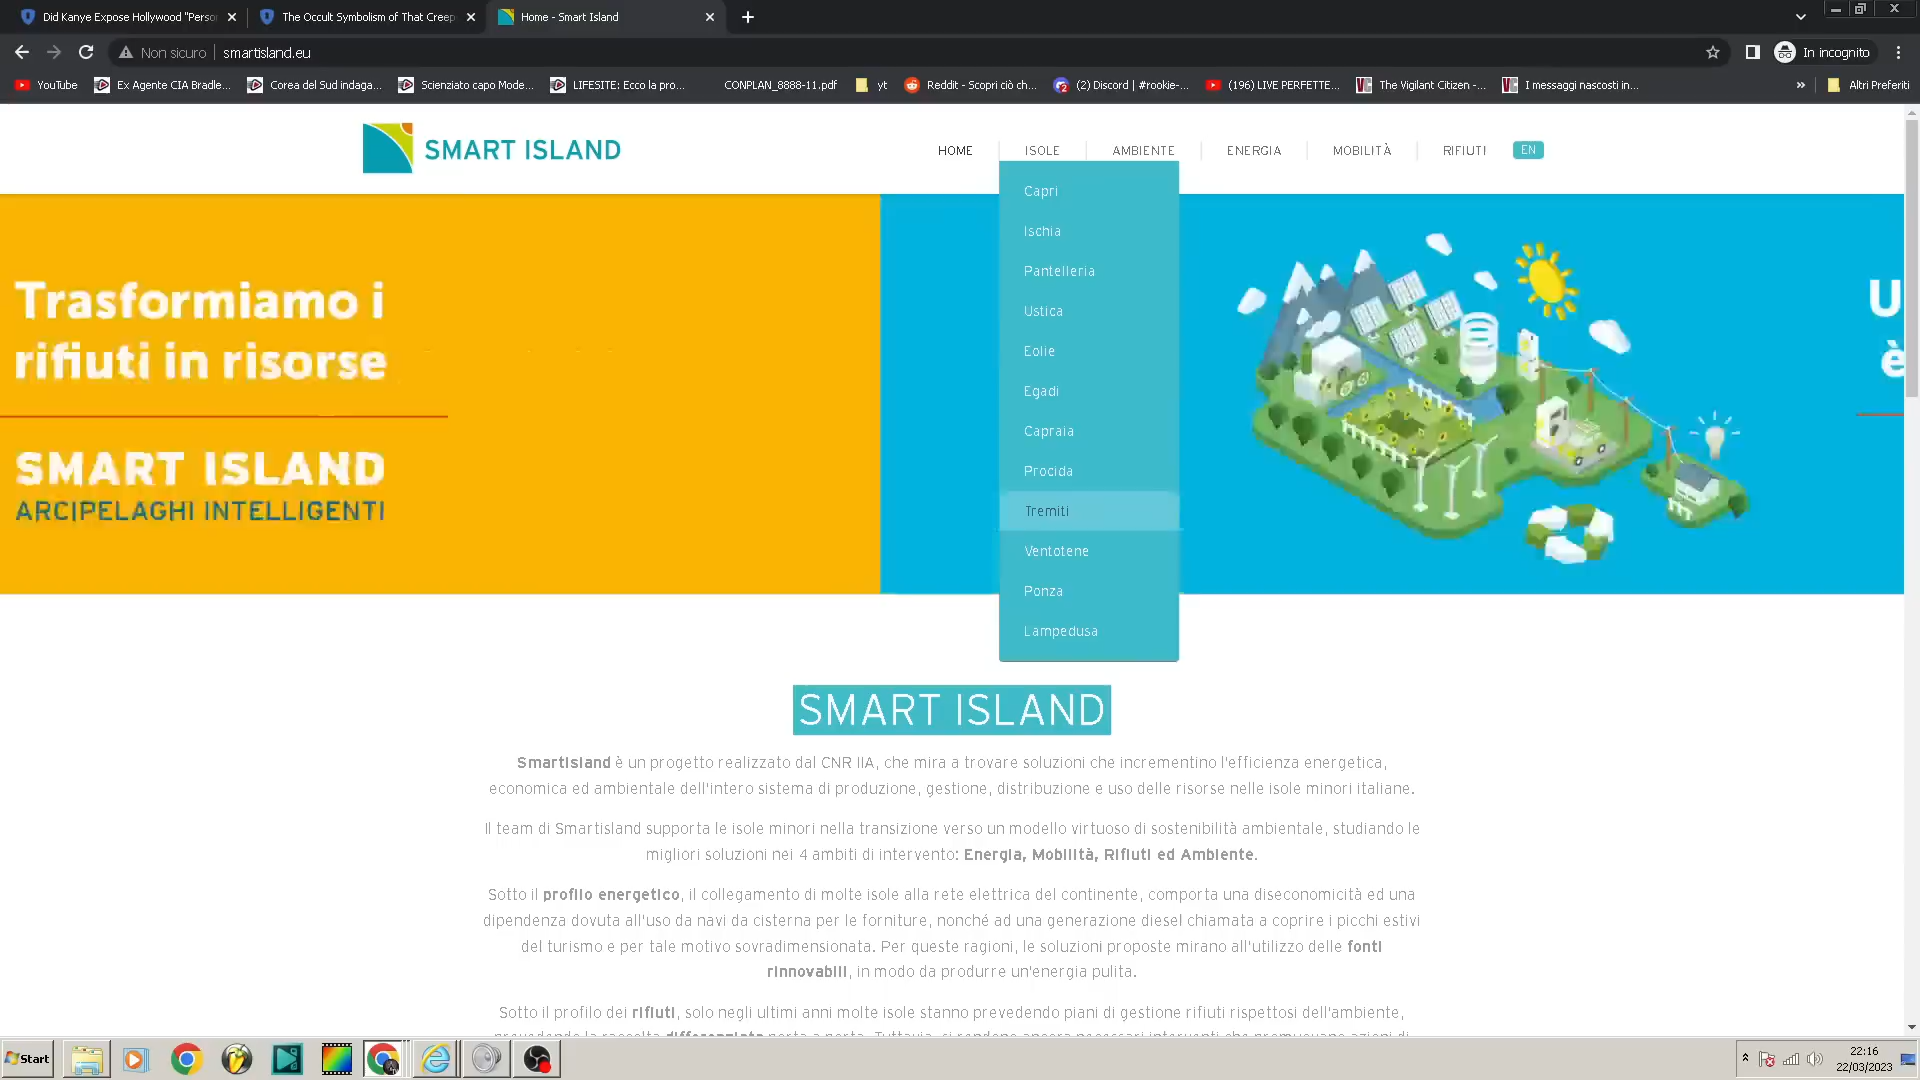 Did Kanye Expose Hollywood "Perso
The Occult Symbolism of That Creep
Home - Smart Island
Non sicuro
smartisland.eu
In incognito
YouTube
Ex Agente CIA Bradle...
Corea del Sud indaga...
Scienziato capo Mode...
LIFESITE: Ecco la pro...
CONPLAN_8888-11.pdf
yt
Reddit - Scopri ciò ch...
(2) Discord | #rookie-...
(196) LIVE PERFETTE...
The Vigilant Citizen -...
I messaggi nascosti in...
»
Altri Preferiti
SMART ISLAND
HOME
ISOLE
AMBIENTE
ENERGIA
MOBILITÀ
RIFIUTI
EN
Capri
Ischia
Pantelleria
Ustica
Eolie
Egadi
Capraia
Procida
Tremiti
Ventotene
Ponza
Lampedusa
Trasformiamo i
rifiuti in risorse
SMART ISLAND
ARCIPELAGHI INTELLIGENTI
U
è
SMART ISLAND
SmartIsland è un progetto realizzato dal CNR IIA, che mira a trovare soluzioni che incrementino l'efficienza energetica,
economica ed ambientale dell'intero sistema di produzione, gestione, distribuzione e uso delle risorse nelle isole minori italiane.
Il team di Smartisland supporta le isole minori nella transizione verso un modello virtuoso di sostenibilità ambientale, studiando le
migliori soluzioni nei 4 ambiti di intervento: Energia, Mobilità, Rifiuti ed Ambiente.
Sotto il profilo energetico, il collegamento di molte isole alla rete elettrica del continente, comporta una diseconomicità ed una
dipendenza dovuta all'uso da navi da cisterna per le forniture, nonché ad una generazione diesel chiamata a coprire i picchi estivi
del turismo e per tale motivo sovradimensionata. Per queste ragioni, le soluzioni proposte mirano all'utilizzo delle fonti
rinnovabili, in modo da produrre un'energia pulita.
Sotto il profilo dei rifiuti, solo negli ultimi anni molte isole stanno prevedendo piani di gestione rifiuti rispettosi dell'ambiente,
Start
22:16
22/03/2023